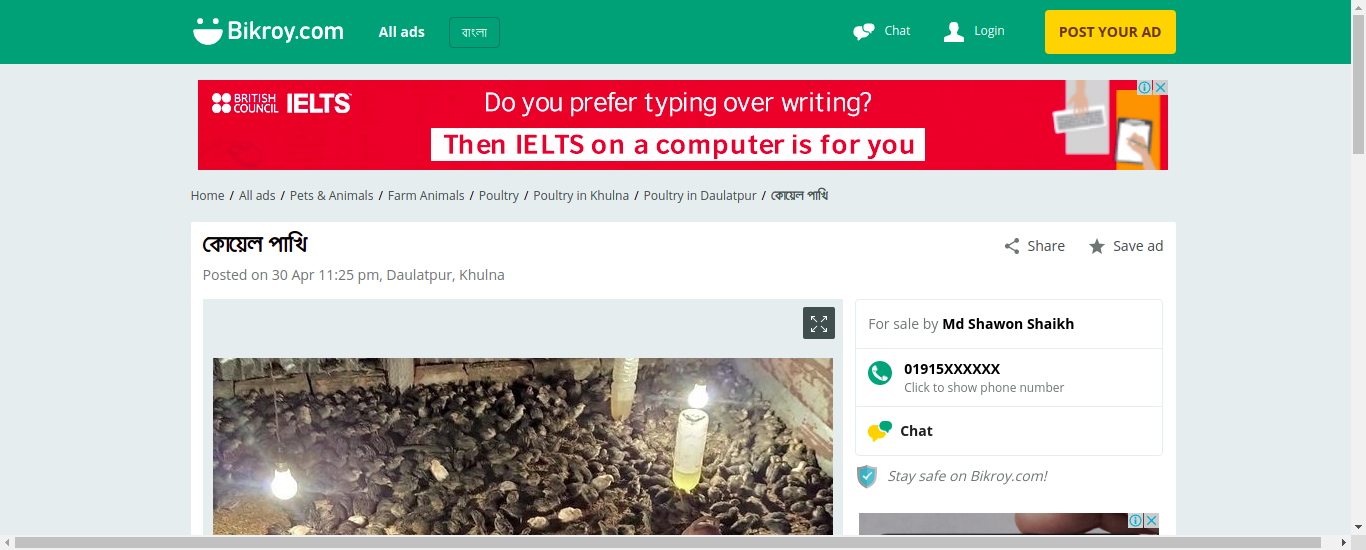 Bikroy.com
All ads
বাংলা
Chat
Login
POST YOUR AD
BRITISH COUNCIL IELTS
Do you prefer typing over writing?
Then IELTS on a computer is for you
Home / All ads / Pets & Animals / Farm Animals / Poultry / Poultry in Khulna / Poultry in Daulatpur / কোয়েল পাখি
কোয়েল পাখি
Share
Save ad
Posted on 30 Apr 11:25 pm, Daulatpur, Khulna
For sale by Md Shawon Shaikh
01915XXXXXX
Click to show phone number
Chat
Stay safe on Bikroy.com!